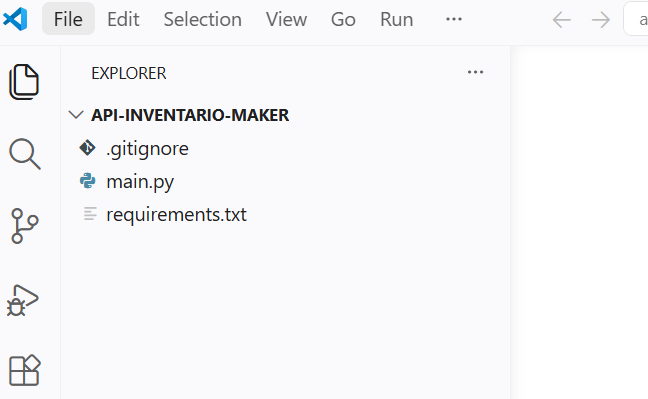 File Edit Selection View Go Run ...
a
EXPLORER ...
API-INVENTARIO-MAKER
.gitignore
main.py
requirements.txt